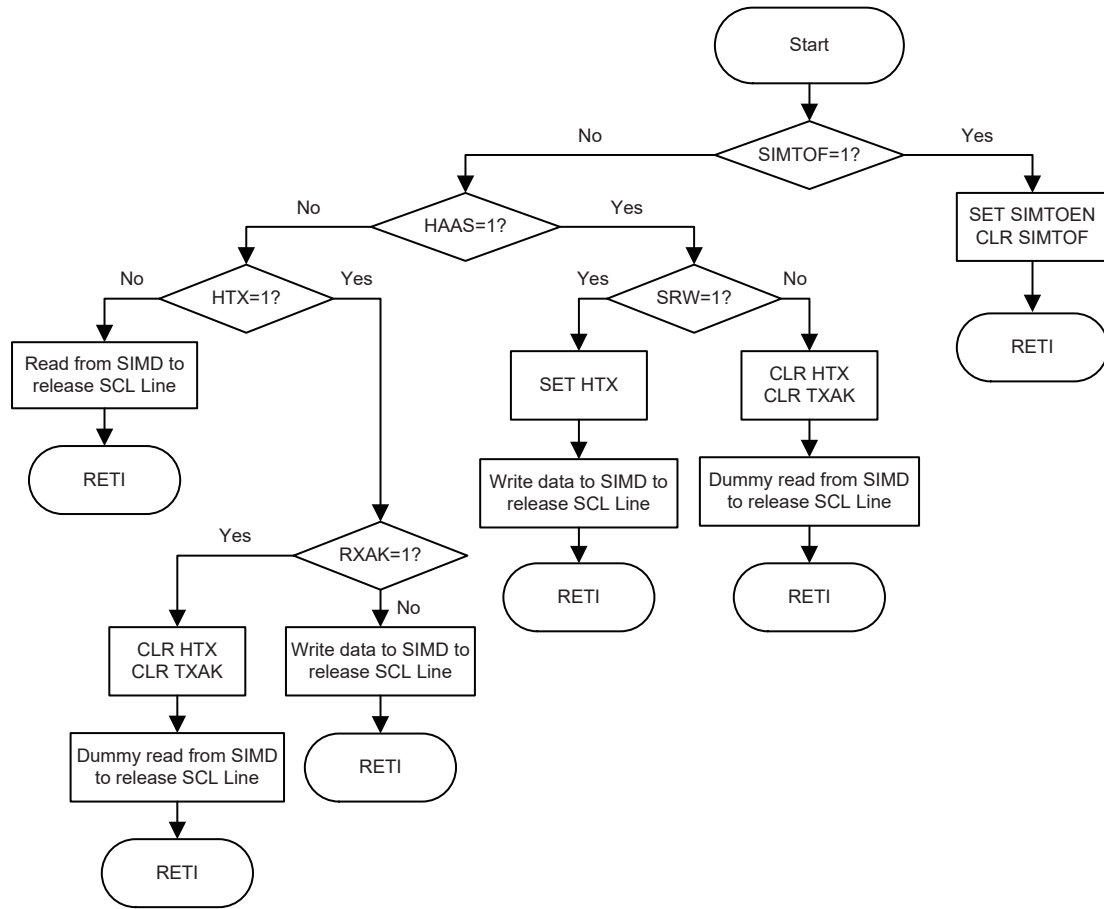 Start
No
Yes
SIMTOF=1?
No
Yes
HAAS=1?
SET SIMTOEN
CLR SIMTOF
No
Yes
HTX=1?
Yes
No
SRW=1?
RETI
Read from SIMD to
release SCL Line
SET HTX
CLR HTX
CLR TXAK
RETI
Write data to SIMD to
release SCL Line
Dummy read from SIMD
to release SCL Line
Yes
RXAK=1?
No
RETI
RETI
CLR HTX
CLR TXAK
Write data to SIMD to
release SCL Line
Dummy read from SIMD
to release SCL Line
RETI
RETI